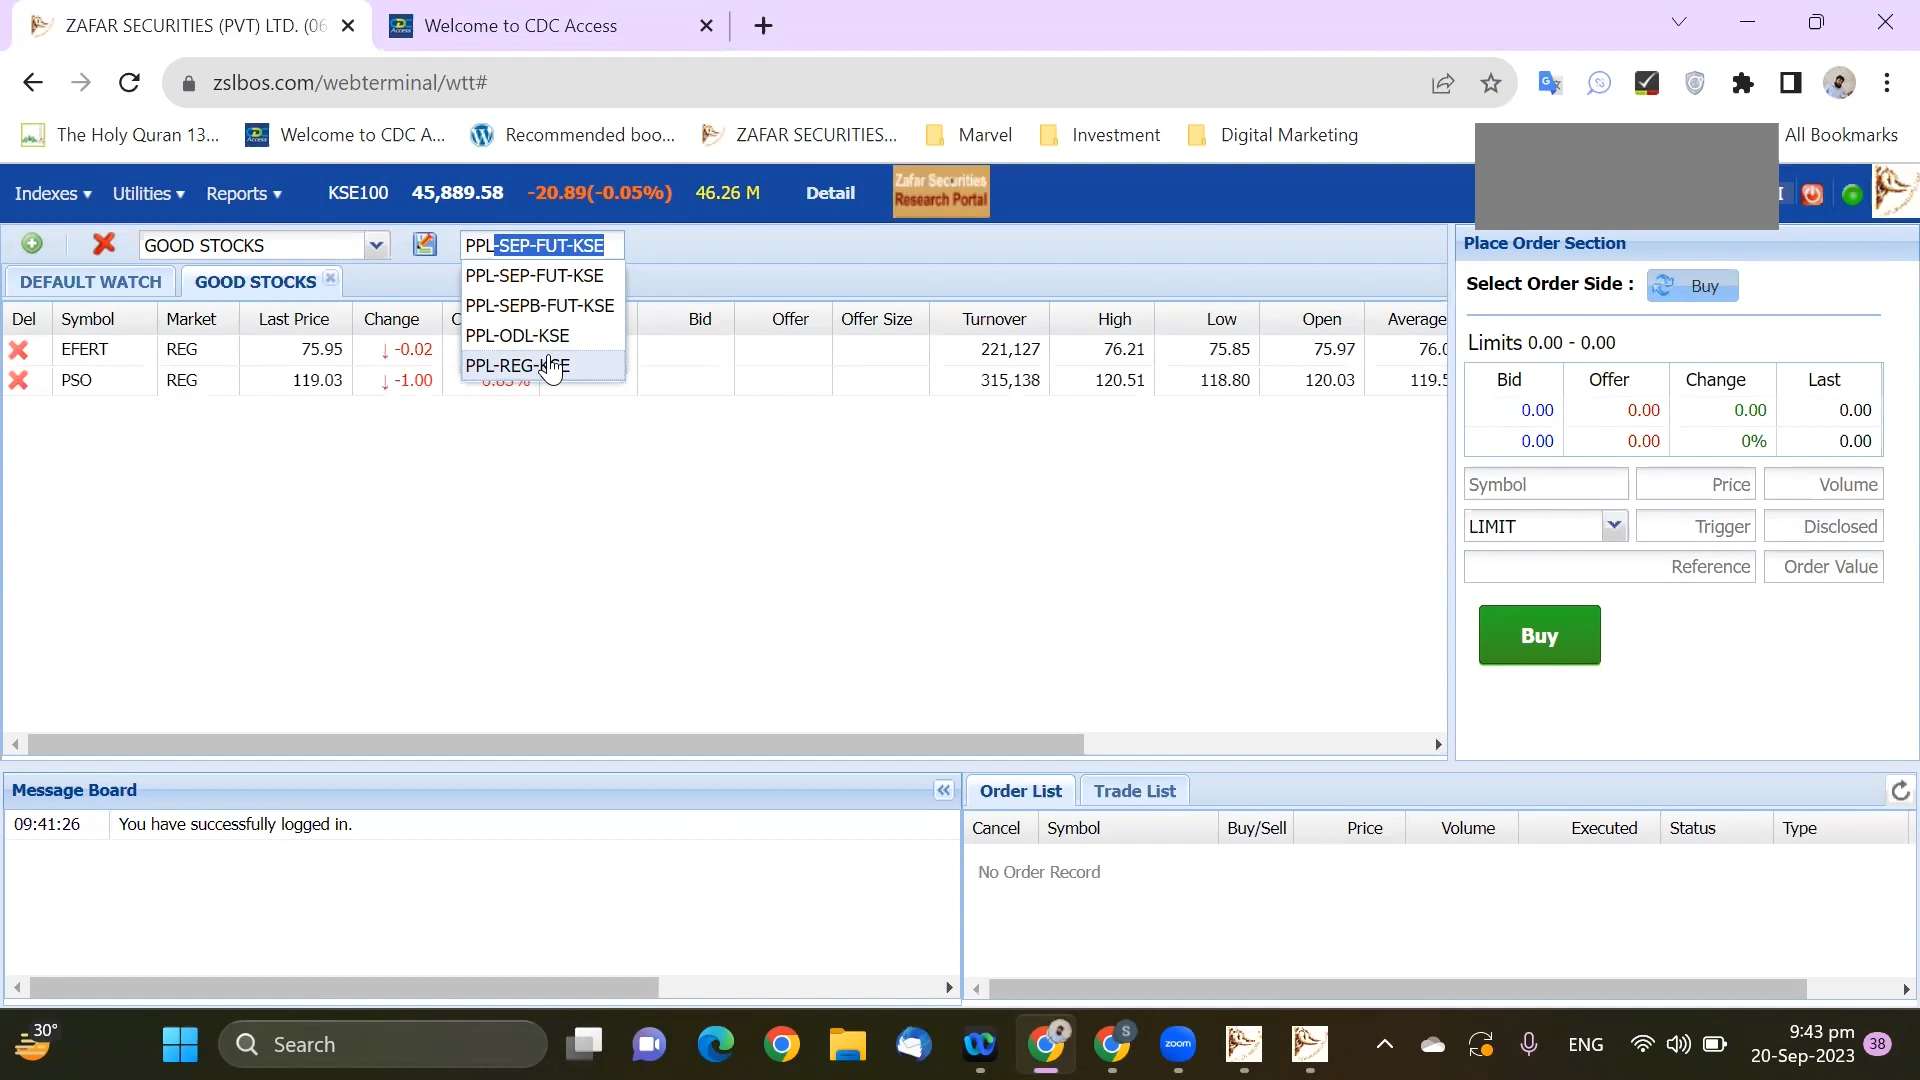 ZAFAR SECURITIES (PVT) LTD. (06
Welcome to CDC Access
zslbos.com/webterminal/wtt#
The Holy Quran 13... Welcome to CDC A... Recommended boo... ZAFAR SECURITIES... Marvel Investment Digital Marketing All Bookmarks
Indexes Utilities Reports KSE100 45,889.58 -20.89(-0.05%) 46.26 M Detail
Zafar Securities
Research Portal
GOOD STOCKS
PPL-SEP-FUT-KSE
PPL-SEP-FUT-KSE
PPL-SEPB-FUT-KSE
PPL-ODL-KSE
PPL-REG-KSE
DEFAULT WATCH GOOD STOCKS
Del Symbol Market Last Price Change C Bid Offer Offer Size Turnover High Low Open Average
EFERT REG 75.95 ↓ -0.02 221,127 76.21 75.85 75.97 76.0
PSO REG 119.03 ↓ -1.00 315,138 120.51 118.80 120.03 119.5
Place Order Section
Select Order Side : Buy
Limits 0.00 - 0.00
Bid Offer Change Last
0.00 0.00 0.00 0.00
0.00 0.00 0% 0.00
Symbol Price Volume
LIMIT Trigger Disclosed
Reference Order Value
Buy
Message Board
09:41:26 You have successfully logged in.
Order List Trade List
Cancel Symbol Buy/Sell Price Volume Executed Status Type
No Order Record
30°
Search
zoom
ENG
9:43 pm
20-Sep-2023
38